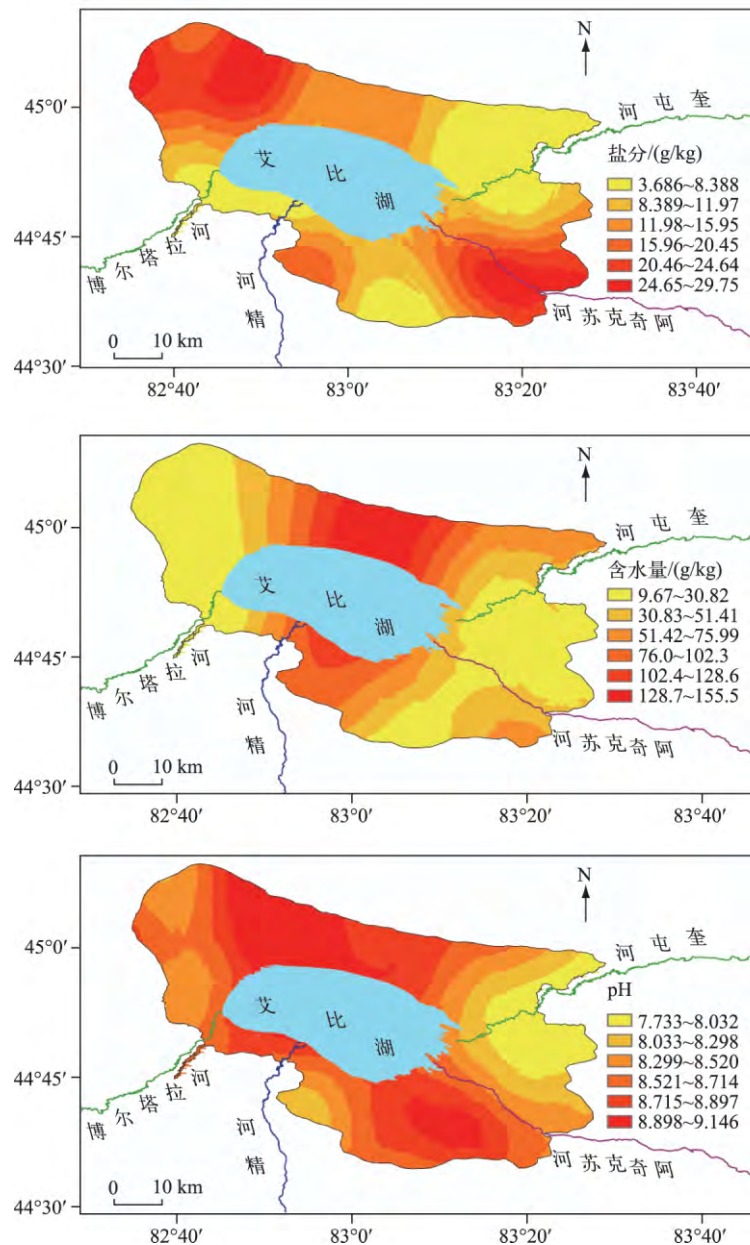 N
45°0′
44°45′
44°30′
82°40′
83°0′
83°20′
83°40′
艾比湖
博尔塔拉河
河精
河屯奎
河苏克奇阿
0 10 km
盐分/(g/kg)
3.686~8.388
8.389~11.97
11.98~15.95
15.96~20.45
20.46~24.64
24.65~29.75
N
45°0′
44°45′
44°30′
82°40′
83°0′
83°20′
83°40′
艾比湖
博尔塔拉河
河精
河屯奎
河苏克奇阿
0 10 km
含水量/(g/kg)
9.67~30.82
30.83~51.41
51.42~75.99
76.0~102.3
102.4~128.6
128.7~155.5
N
45°0′
44°45′
44°30′
82°40′
83°0′
83°20′
83°40′
艾比湖
博尔塔拉河
河精
河屯奎
河苏克奇阿
0 10 km
pH
7.733~8.032
8.033~8.298
8.299~8.520
8.521~8.714
8.715~8.897
8.898~9.146